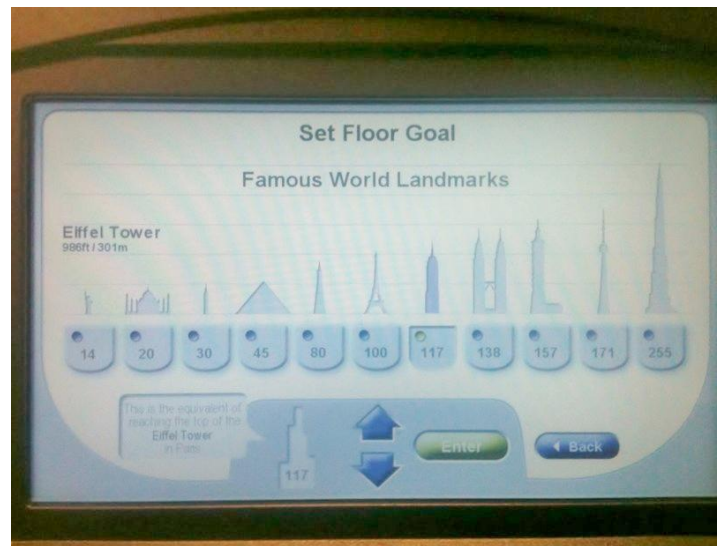 Set Floor Goal
Famous World Landmarks
Eiffel Tower
986ft / 301m
14 20 30 45 80 100 117 138 157 171 255
This is the equivalent of
reaching the top of the
Eiffel Tower
in Paris
117
Enter
Back